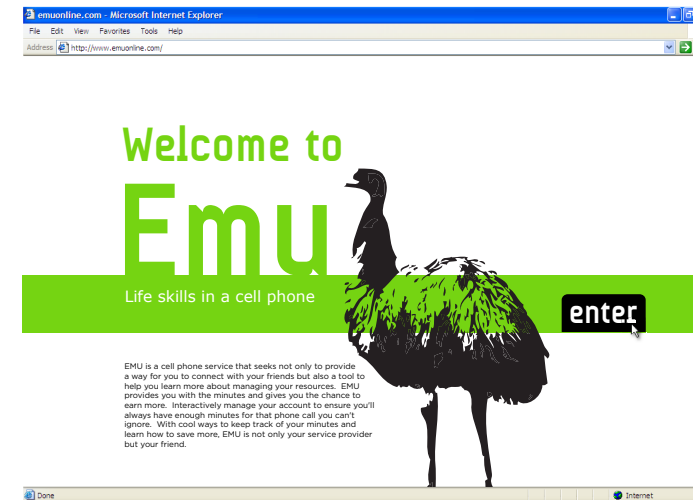 emuonline.com - Microsoft Internet Explorer
File Edit View Favorites Tools Help
Address http://www.emuonline.com/
Welcome to
Emu
Life skills in a cell phone
enter
EMU is a cell phone service that seeks not only to provide
a way for you to connect with your friends but also a tool to
help you learn more about managing your resources.  EMU
provides you with the minutes and gives you the chance to
earn more.  Interactively manage your account to ensure you'll
always have enough minutes for that phone call you can't
ignore.  With cool ways to keep track of your minutes and
learn how to save more, EMU is not only your service provider
but your friend.
Done
Internet